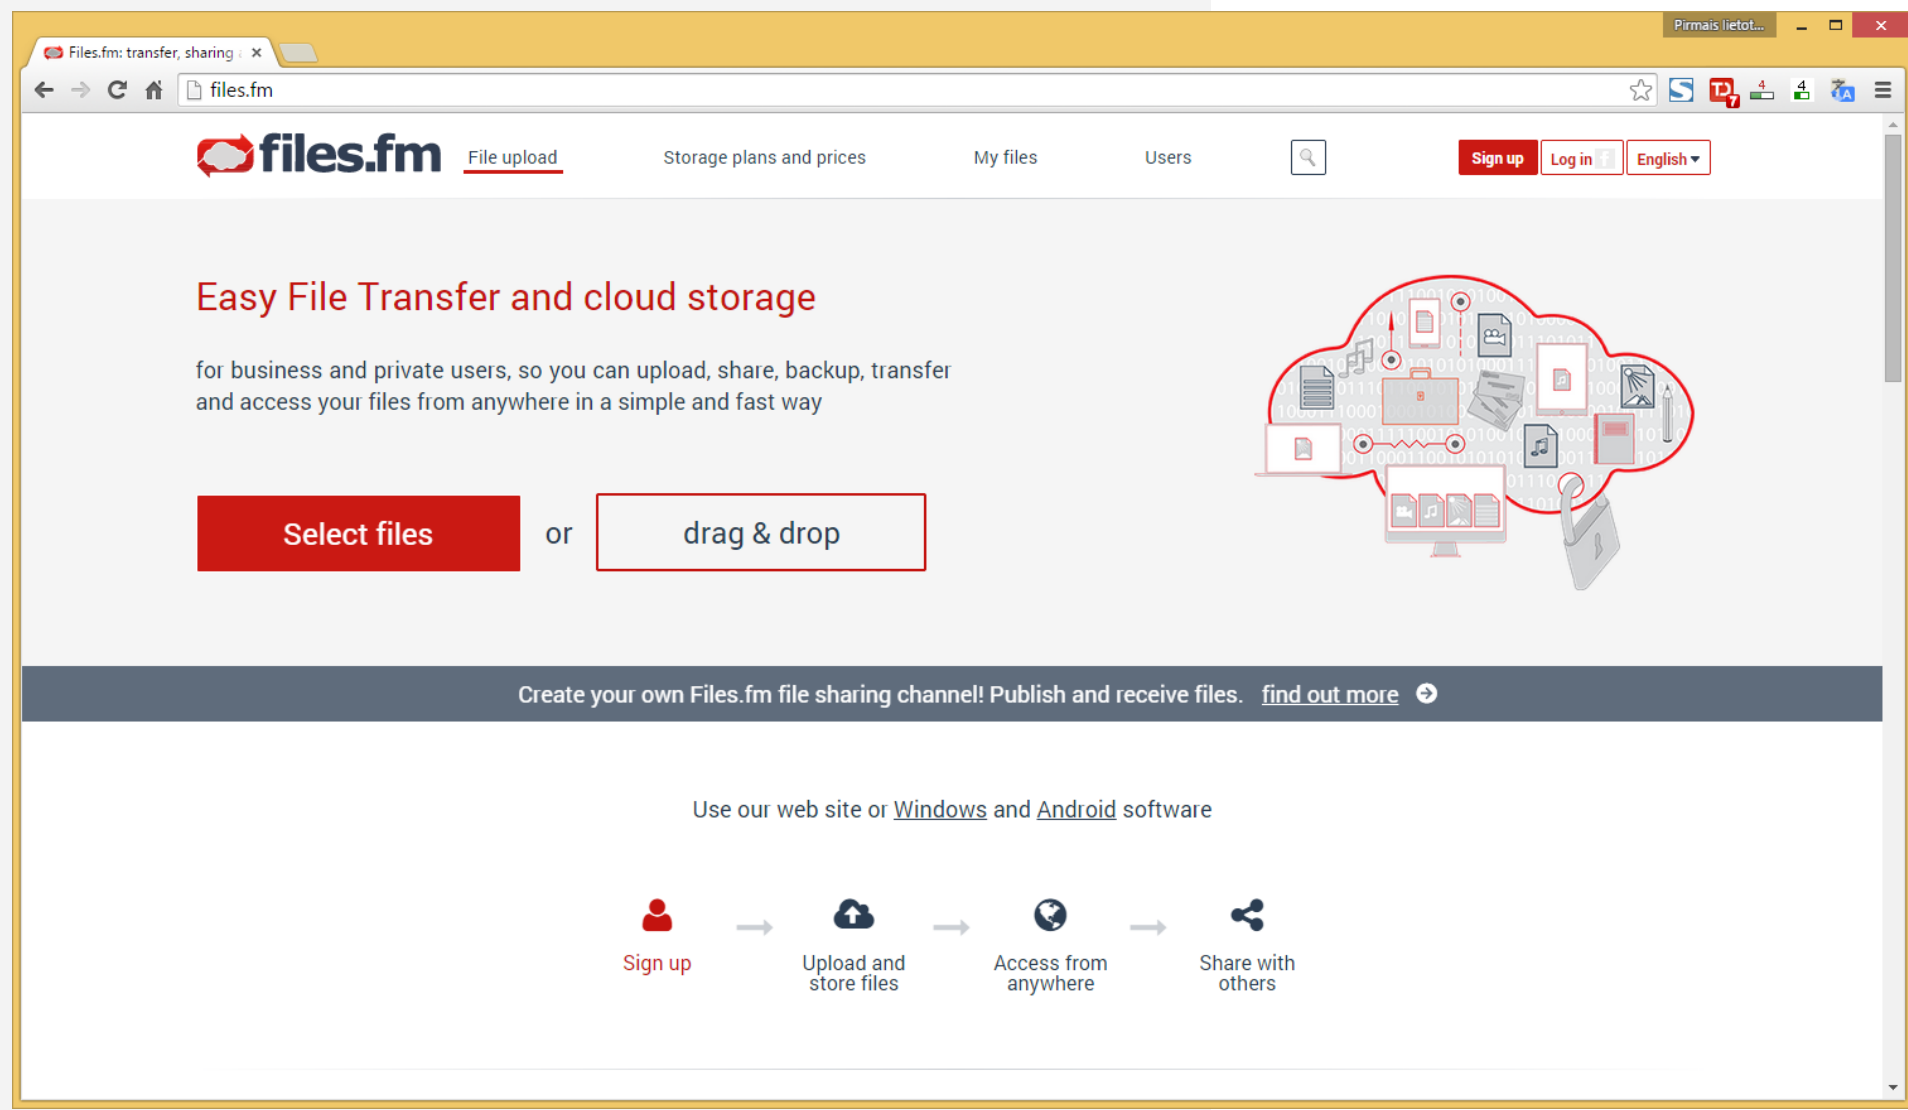 Pirmais lietot...
Files.fm: transfer, sharing
files.fm
7
4
4
files.fm
File upload
Storage plans and prices
My files
Users
Sign up
Log in
English
Easy File Transfer and cloud storage
for business and private users, so you can upload, share, backup, transfer
and access your files from anywhere in a simple and fast way
Select files
or
drag & drop
Create your own Files.fm file sharing channel! Publish and receive files. find out more
Use our web site or Windows and Android software
Sign up
Upload and
store files
Access from
anywhere
Share with
others